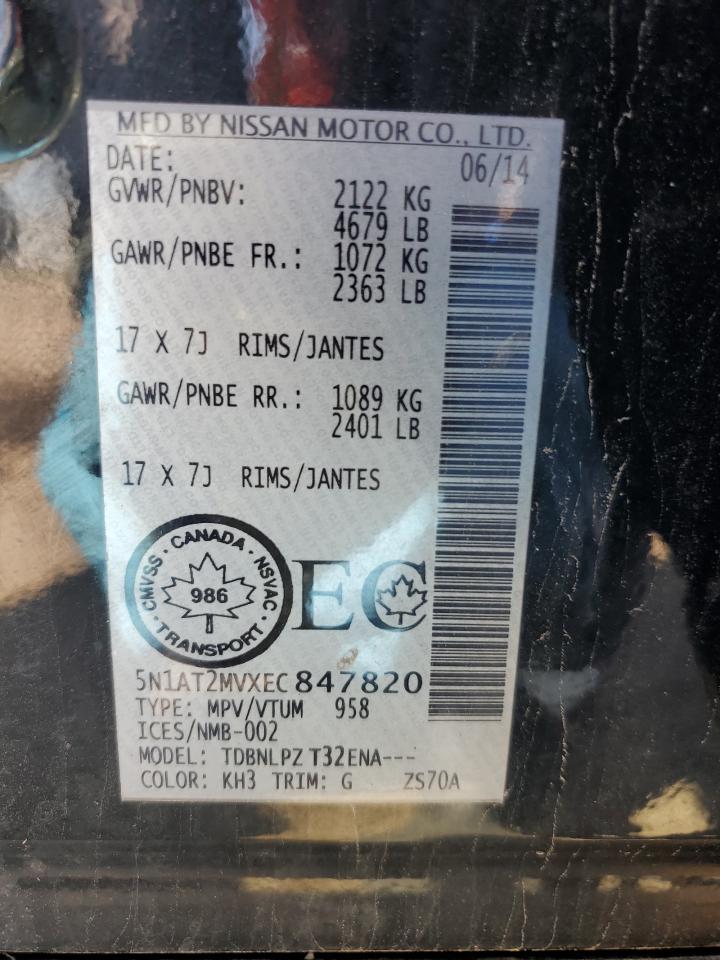 MFD BY NISSAN MOTOR CO., LTD.
DATE: 06/14
GVWR/PNBV: 2122 KG
4679 LB
GAWR/PNBE FR.: 1072 KG
2363 LB
17 X 7J RIMS/JANTES
GAWR/PNBE RR.: 1089 KG
2401 LB
17 X 7J RIMS/JANTES
CMVSS · CANADA · NSVAC · TRANSPORT ·
986
EC
5N1AT2MVXEC847820
TYPE: MPV/VTUM 958
ICES/NMB-002
MODEL: TDBNLPZ T32ENA---
COLOR: KH3 TRIM: G ZS70A